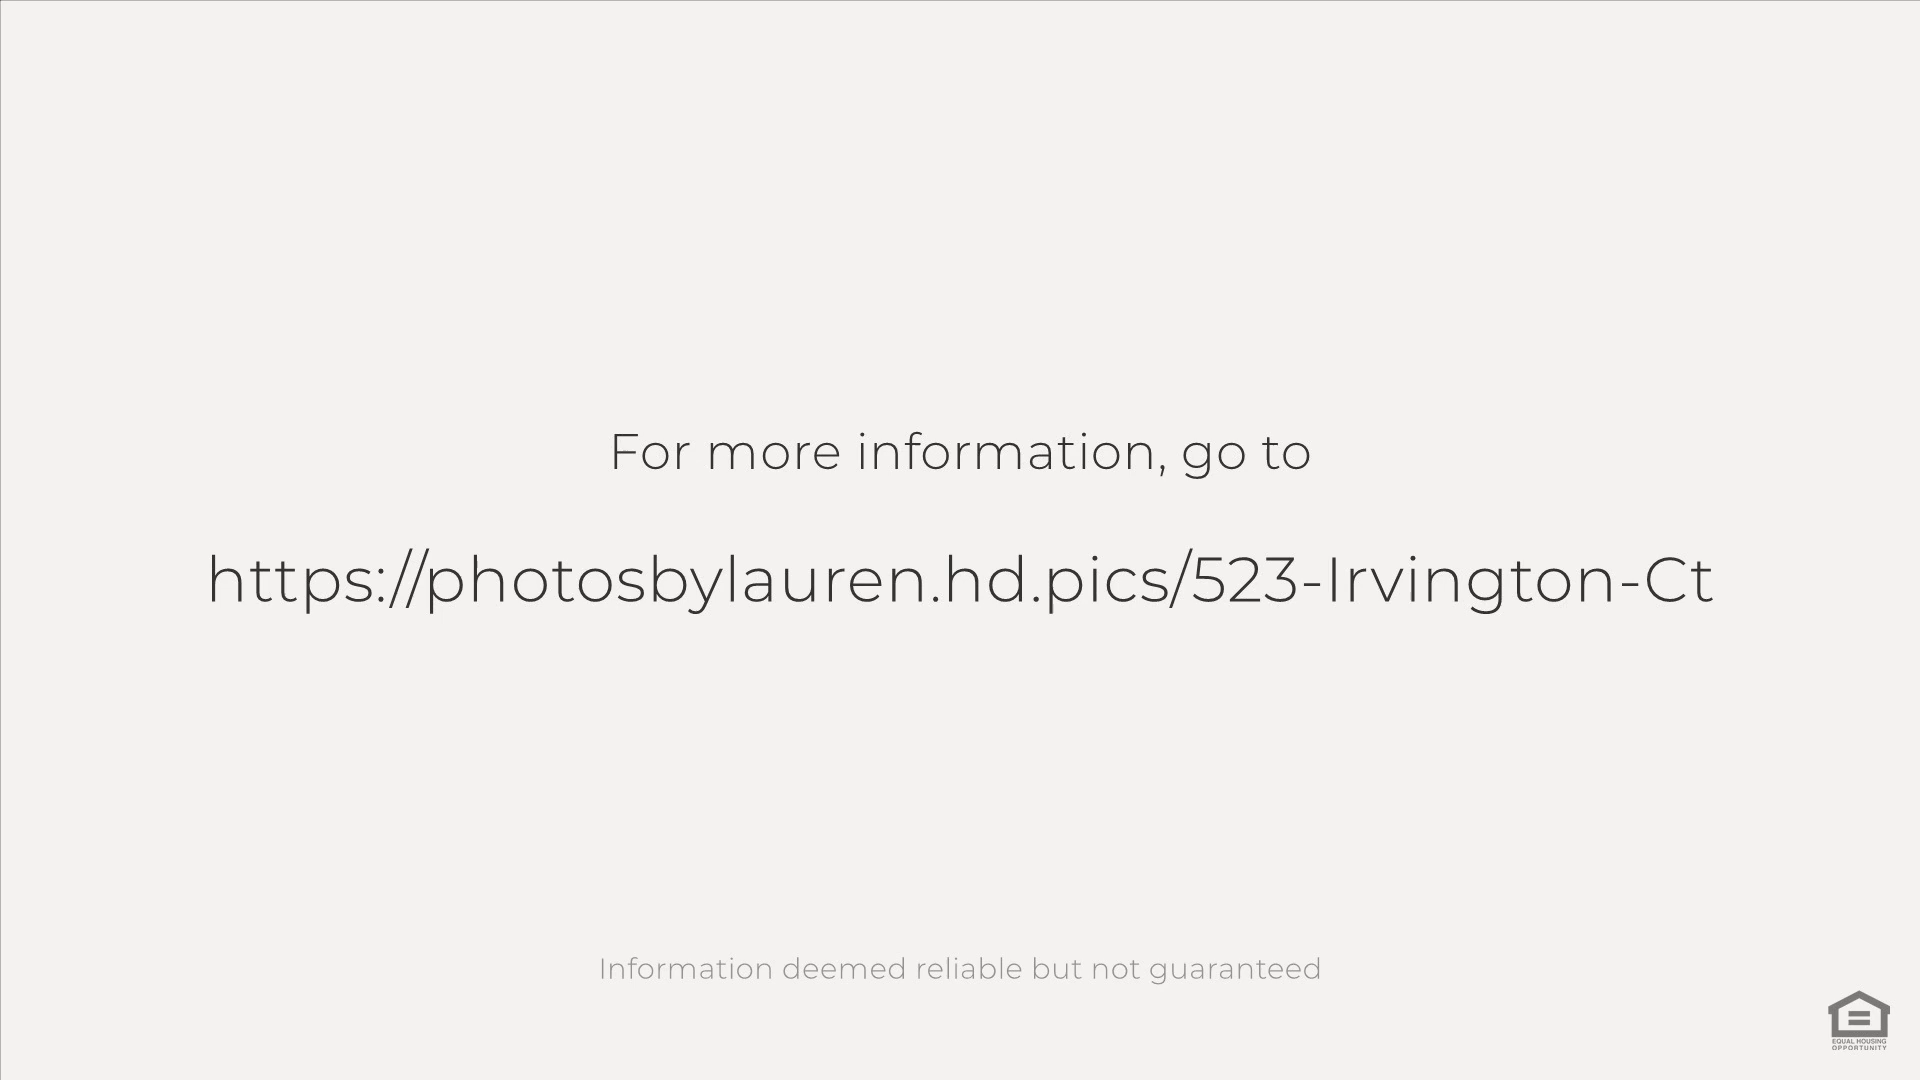 For more information, go to
https://photosbylauren.hd.pics/523-Irvington-Ct
Information deemed reliable but not guaranteed
EQUAL HOUSING
OPPORTUNITY